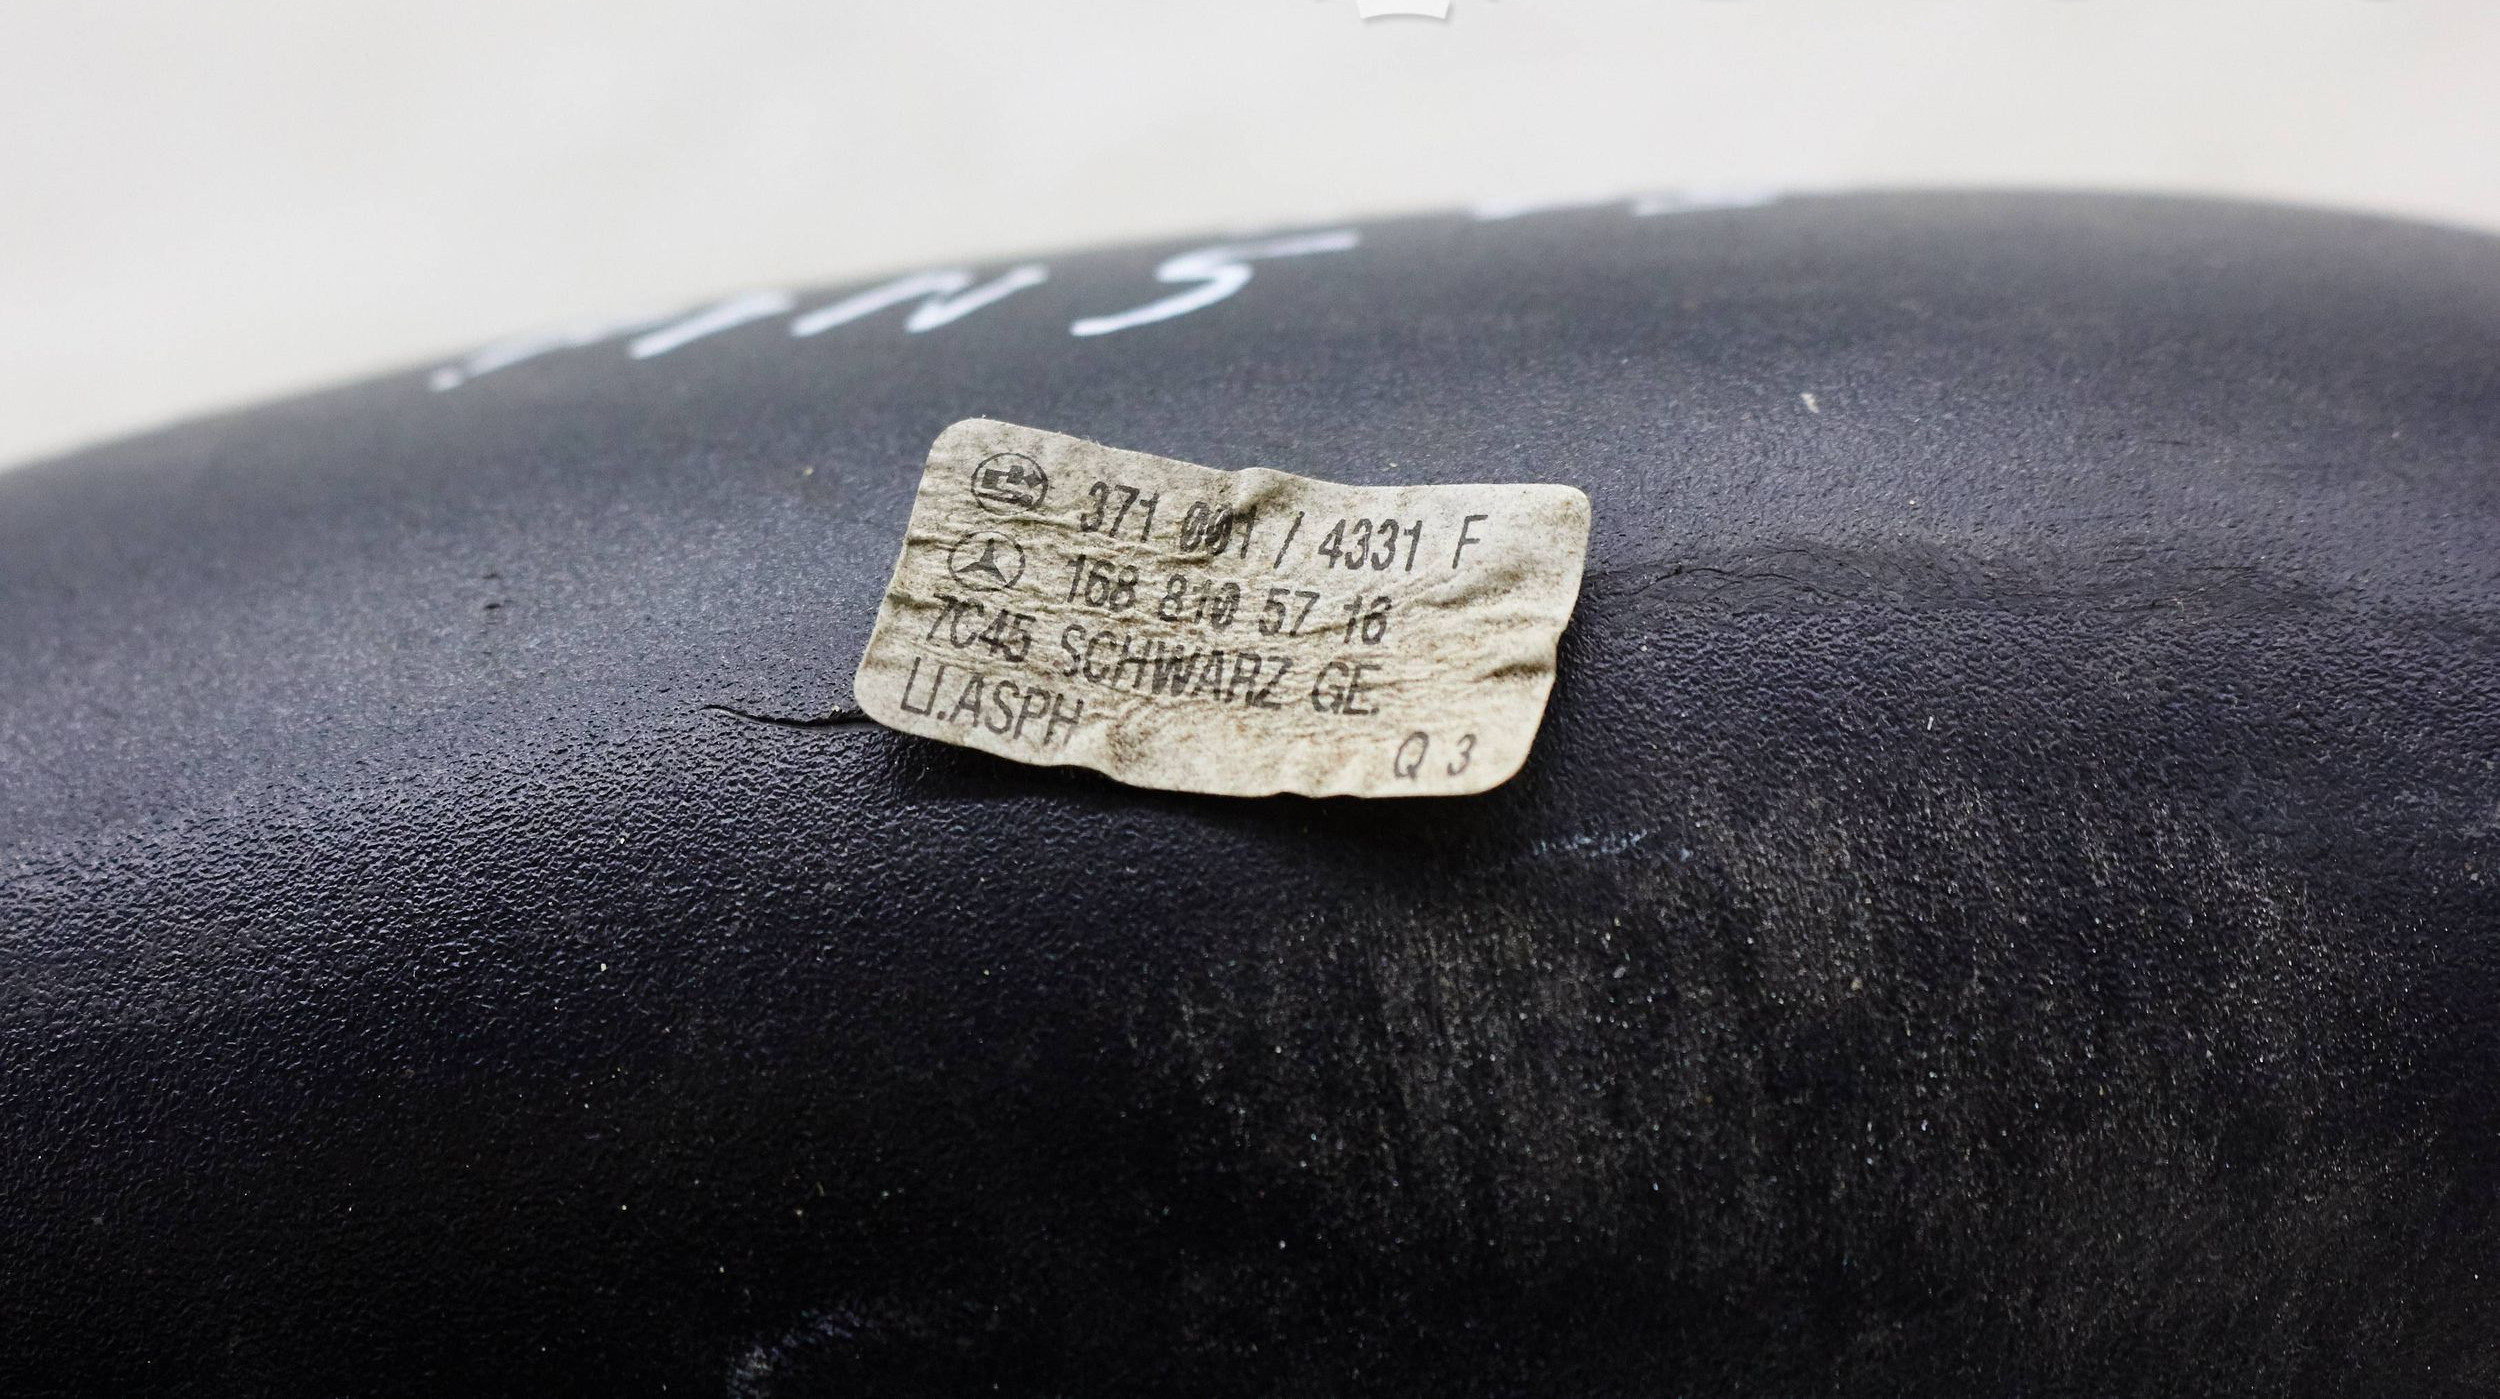 371 001 / 4331 F
168 810 57 16
7C45 SCHWARZ GE.
LI.ASPH
Q 3